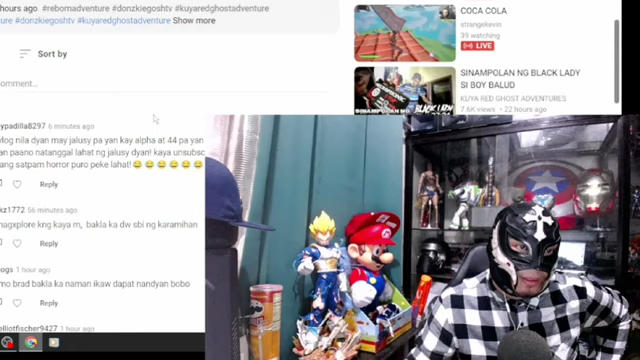 hours ago #rebornadventure #donzkiegoshtv #kuyaredghostadventure
ture #donzkiegoshtv #kuyaredghostadventure Show more
Sort by
omment...
ypadilla8297 6 minutes ago
vlog nila dyan may jalusy pa yan kay alpha at 44 pa yan
an paano natanggal lahat ng jalusy dyan! kaya unsubsc
ang satpam horror puro peke lahat! 😂😂😂😂😂😂
Reply
kz1772 56 minutes ago
nagxplore kng kaya m, bakla ka dw sbi ng karamihan
Reply
ogs 1 hour ago
mo brad bakla ka naman ikaw dapat nandyan bobo
Reply
elliotfischer9427 1 hour ago
COCA COLA
strangekevin
39 watching
LIVE
SINAMPOLAN NG BLACK LADY
SI BOY BALUD
KUYA RED GHOST ADVENTURES
7.6K views · 22 hours ago